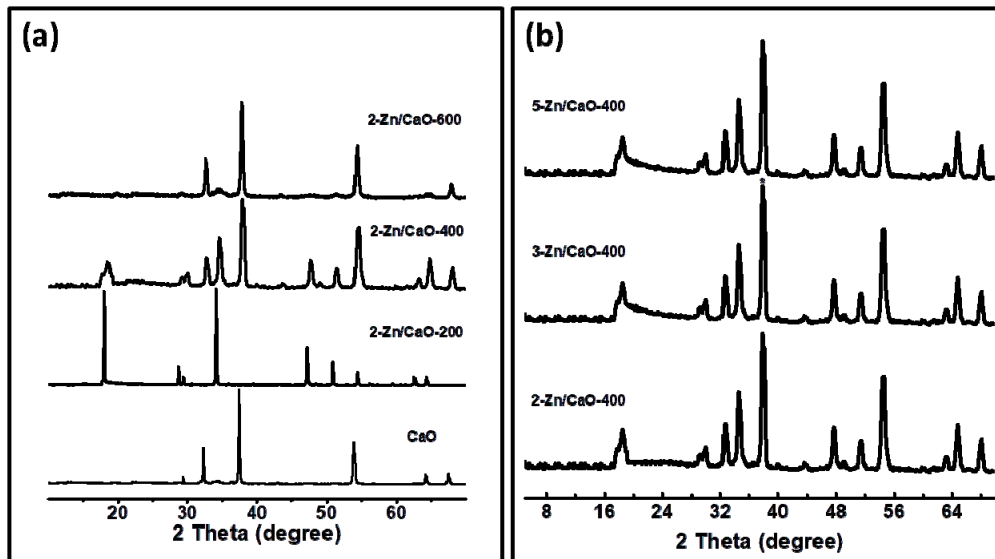 (a)
2-Zn/CaO-600
2-Zn/CaO-400
2-Zn/CaO-200
CaO
20 30 40 50 60
2 Theta (degree)
(b)
5-Zn/CaO-400
*
3-Zn/CaO-400
2-Zn/CaO-400
8 16 24 32 40 48 56 64
2 Theta (degree)